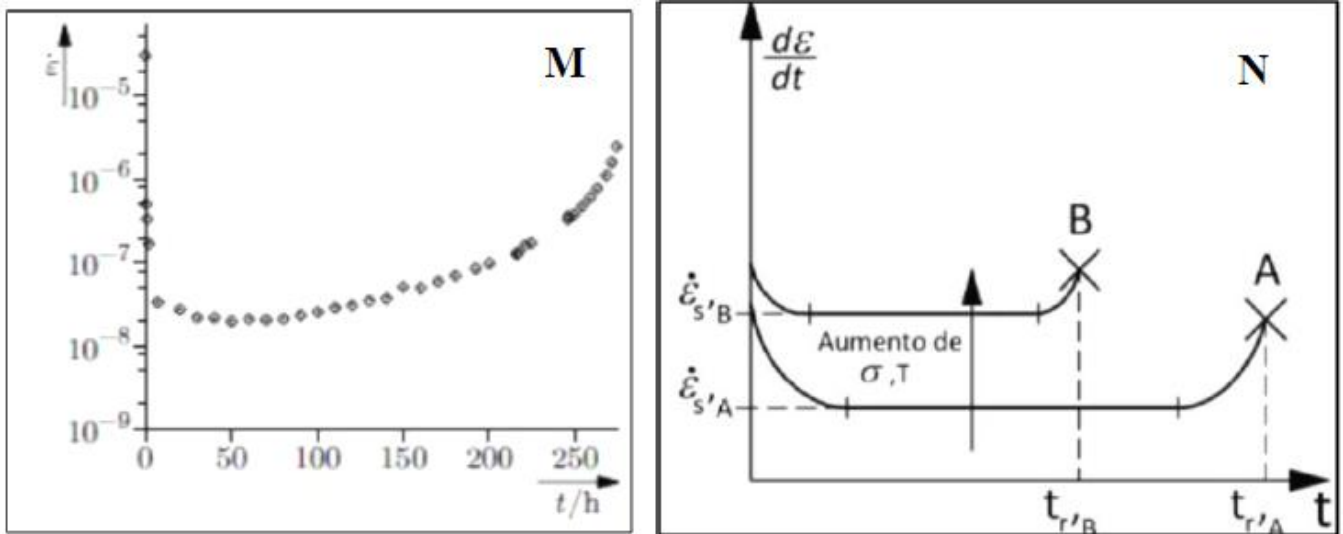 M
10⁻⁵
10⁻⁶
10⁻⁷
10⁻⁸
10⁻⁹
0 50 100 150 200 250
t/h
dε
dt
N
B
A
ε̇s'B
Aumento de
σ,T
ε̇s'A
tr'B tr'A t